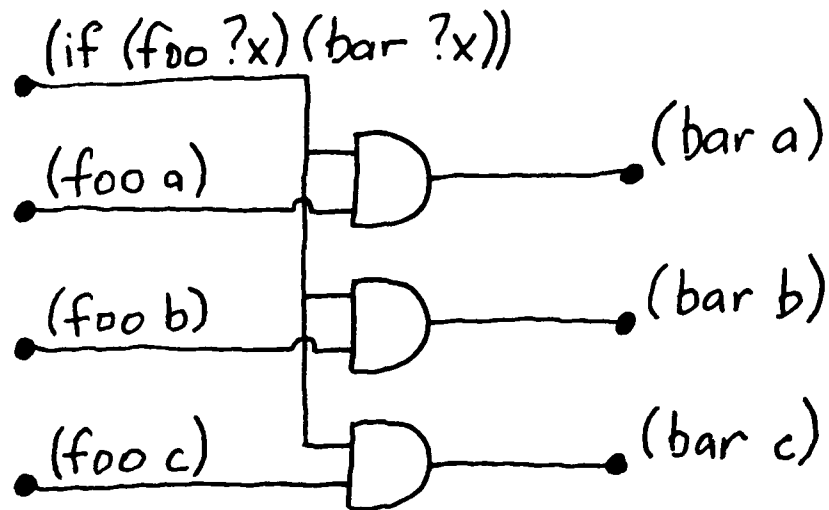 (if (foo ?x)(bar ?x))
(foo a)
(bar a)
(foo b)
(bar b)
(foo c)
(bar c)